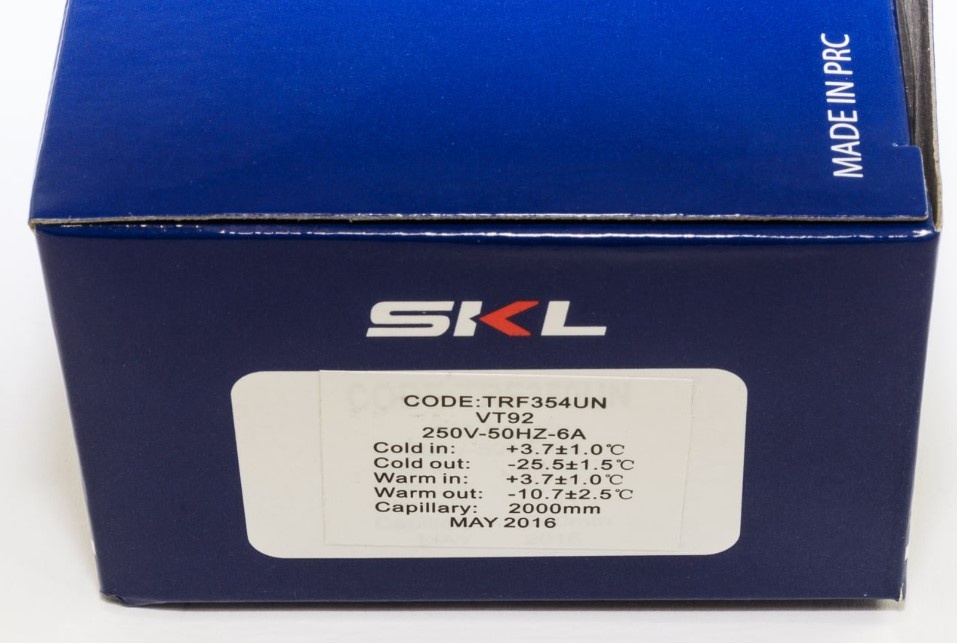 MADE IN PRC
SKL
CODE:TRF354UN
VT92
250V-50HZ-6A
Cold in: +3.7±1.0℃
Cold out: -25.5±1.5℃
Warm in: +3.7±1.0℃
Warm out: -10.7±2.5℃
Capillary: 2000mm
MAY 2016